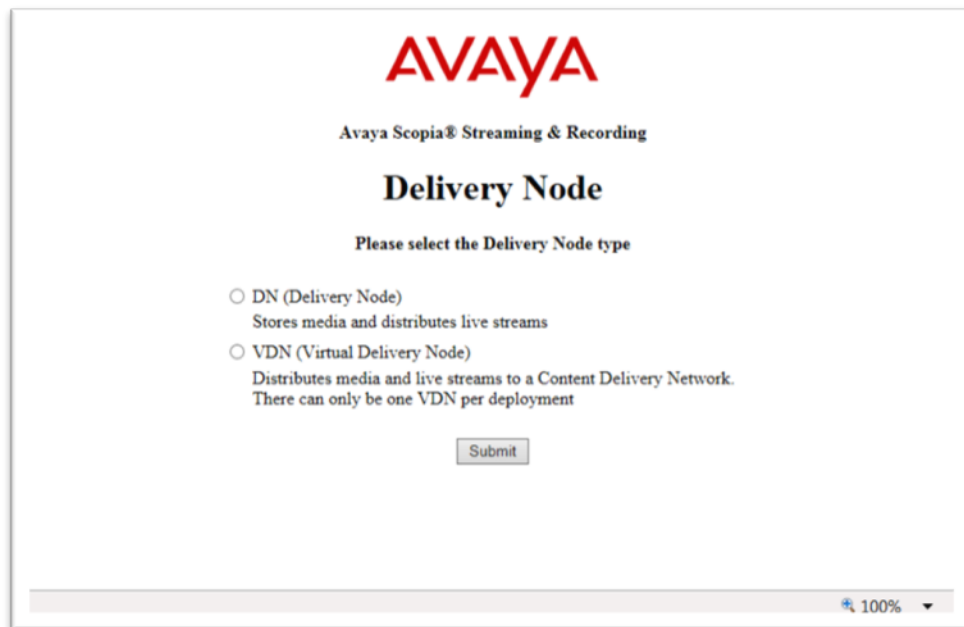 AVAYA
Avaya Scopia® Streaming & Recording
Delivery Node
Please select the Delivery Node type
DN (Delivery Node)
Stores media and distributes live streams
VDN (Virtual Delivery Node)
Distributes media and live streams to a Content Delivery Network.
There can only be one VDN per deployment
Submit
100%